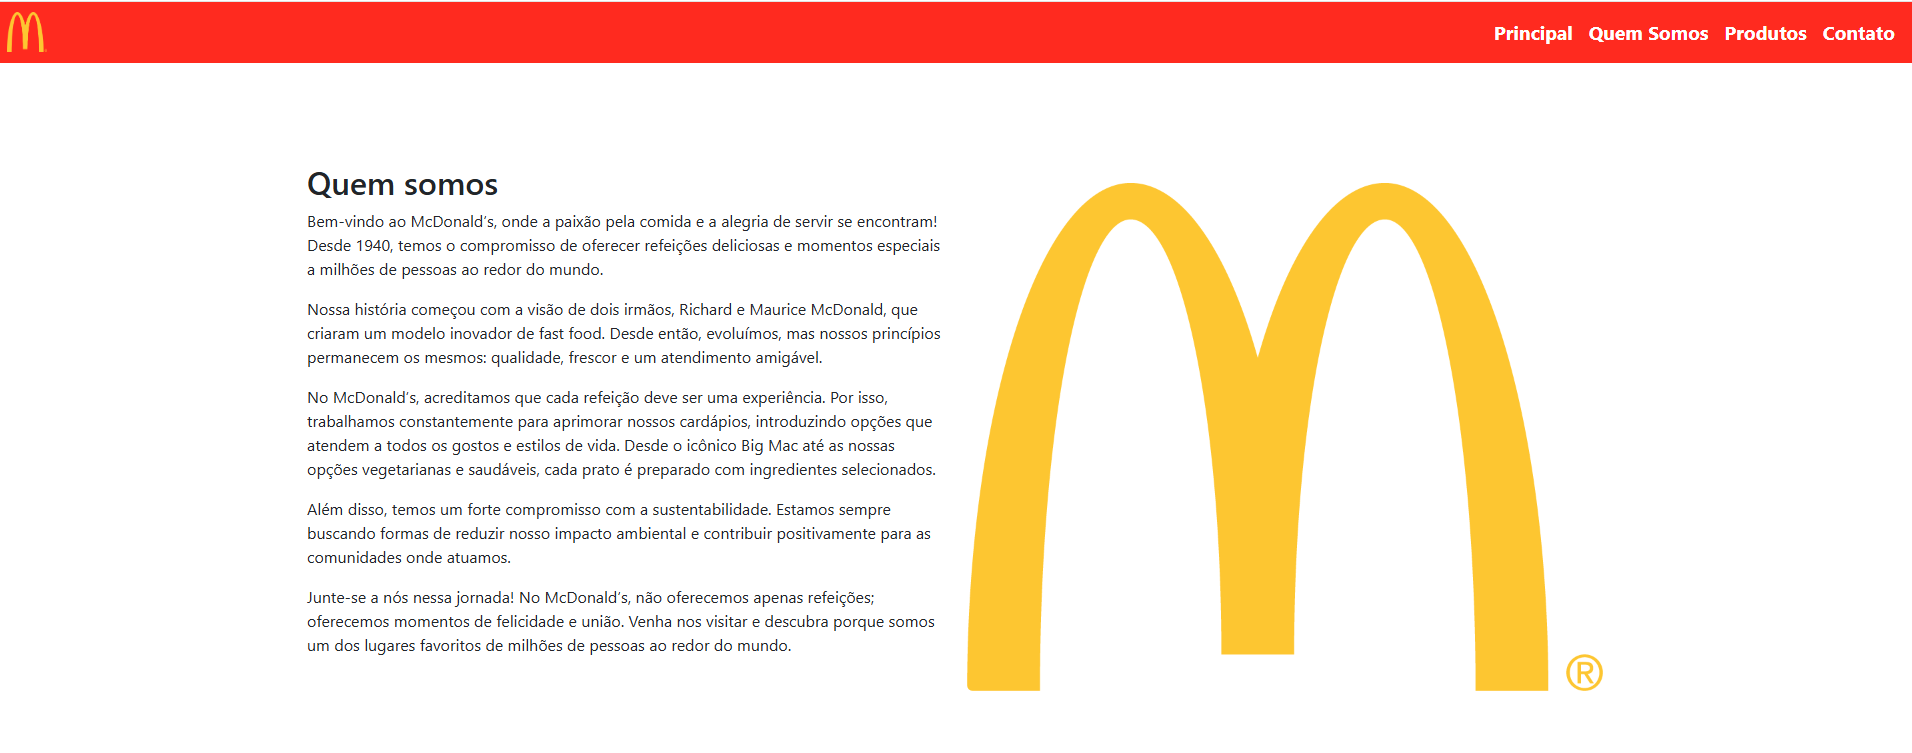 Principal Quem Somos Produtos Contato
Quem somos
Bem-vindo ao McDonald's, onde a paixão pela comida e a alegria de servir se encontram!
Desde 1940, temos o compromisso de oferecer refeições deliciosas e momentos especiais
a milhões de pessoas ao redor do mundo.
Nossa história começou com a visão de dois irmãos, Richard e Maurice McDonald, que
criaram um modelo inovador de fast food. Desde então, evoluímos, mas nossos princípios
permanecem os mesmos: qualidade, frescor e um atendimento amigável.
No McDonald's, acreditamos que cada refeição deve ser uma experiência. Por isso,
trabalhamos constantemente para aprimorar nossos cardápios, introduzindo opções que
atendem a todos os gostos e estilos de vida. Desde o icônico Big Mac até as nossas
opções vegetarianas e saudáveis, cada prato é preparado com ingredientes selecionados.
Além disso, temos um forte compromisso com a sustentabilidade. Estamos sempre
buscando formas de reduzir nosso impacto ambiental e contribuir positivamente para as
comunidades onde atuamos.
Junte-se a nós nessa jornada! No McDonald's, não oferecemos apenas refeições;
oferecemos momentos de felicidade e união. Venha nos visitar e descubra porque somos
um dos lugares favoritos de milhões de pessoas ao redor do mundo.
®